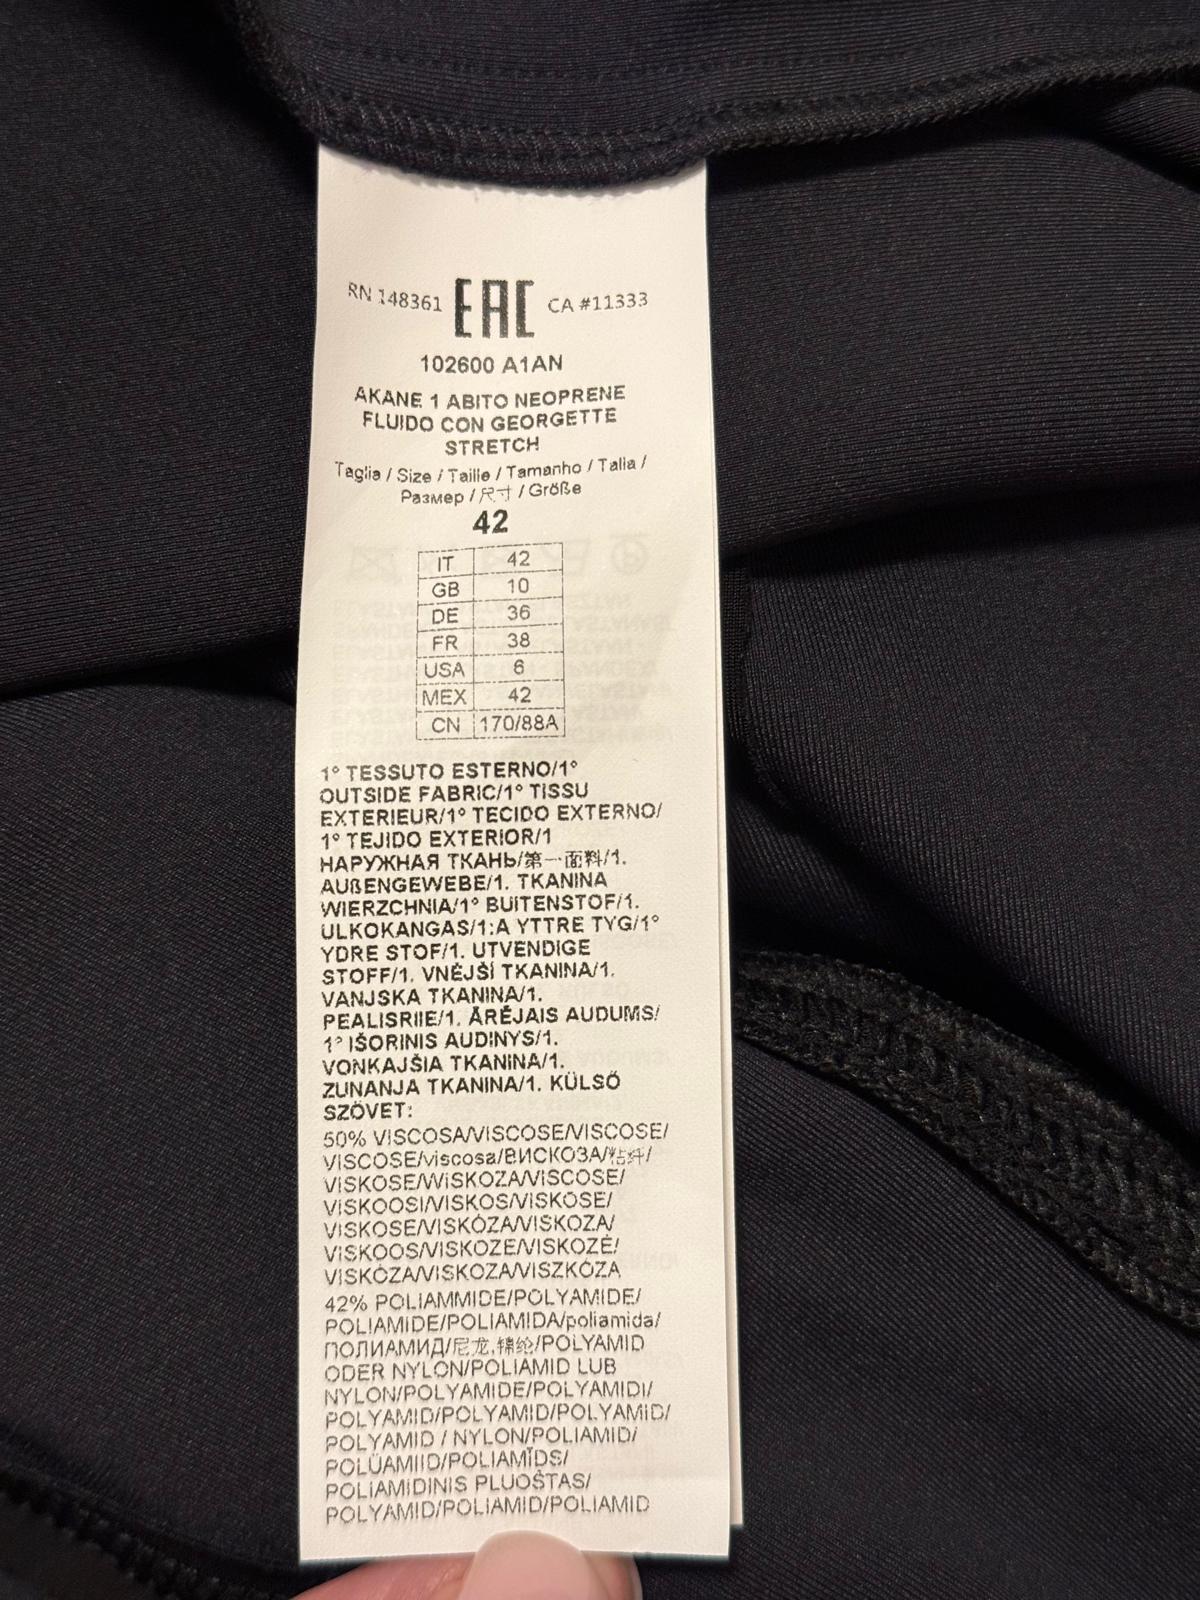 RN 148361 EAC CA #11333
102600 A1AN
AKANE 1 ABITO NEOPRENE
FLUIDO CON GEORGETTE
STRETCH
Taglia / Size / Taille / Tamanho / Talla /
Размер / 尺寸 / Größe
42
IT 42
GB 10
DE 36
FR 38
USA 6
MEX 42
CN 170/88A
1° TESSUTO ESTERNO/1°
OUTSIDE FABRIC/1° TISSU
EXTERIEUR/1° TECIDO EXTERNO/
1° TEJIDO EXTERIOR/1
НАРУЖНАЯ ТКАНЬ/第一面料/1.
AUßENGEWEBE/1. TKANINA
WIERZCHNIA/1° BUITENSTOF/1.
ULKOKANGAS/1:A YTTRE TYG/1°
YDRE STOF/1. UTVENDIGE
STOFF/1. VNĚJŠÍ TKANINA/1.
VANJSKA TKANINA/1.
PEALISRIIE/1. ĀRĒJAIS AUDUMS/
1° IŠORINIS AUDINYS/1.
VONKAJŠIA TKANINA/1.
ZUNANJA TKANINA/1. KÜLSŐ
SZÖVET:
50% VISCOSA/VISCOSE/VISCOSE/
VISCOSE/viscosa/ВИСКОЗА/粘纤/
VISKOSE/WISKOZA/VISCOSE/
VISKOOSI/VISKOS/VISKOSE/
VISKOSE/VISKÓZA/VISKOZA/
VISKOOS/VISKOZE/VISKOZĖ/
VISKÓZA/VISKOZA/VISZKÓZA
42% POLIAMMIDE/POLYAMIDE/
POLIAMIDE/POLIAMIDA/poliamida/
ПОЛИАМИД/尼龙,锦纶/POLYAMID
ODER NYLON/POLIAMID LUB
NYLON/POLYAMIDE/POLYAMIDI/
POLYAMID/POLYAMID/POLYAMID/
POLYAMID / NYLON/POLIAMID/
POLÜAMIID/POLIAMĪDS/
POLIAMIDINIS PLUOŠTAS/
POLYAMID/POLIAMID/POLIAMID